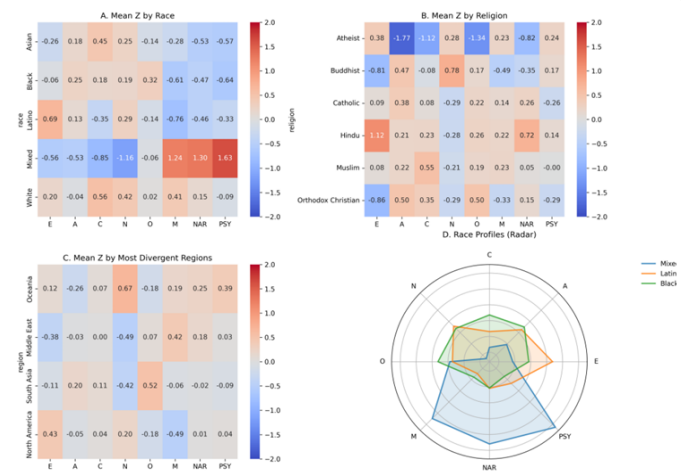 A. Mean Z by Race
race
Asian -0.26 0.18 0.45 0.25 -0.14 -0.28 -0.53 -0.57
Black -0.06 0.25 0.18 0.19 0.32 -0.61 -0.47 -0.64
Latino 0.69 0.13 -0.35 0.29 -0.14 -0.76 -0.46 -0.33
Mixed -0.56 -0.53 -0.85 -1.16 -0.06 1.24 1.30 1.63
White 0.20 -0.04 0.56 0.42 0.02 0.41 0.15 -0.09
E A C N O M NAR PSY
2.0
1.5
1.0
0.5
0.0
-0.5
-1.0
-1.5
-2.0
B. Mean Z by Religion
religion
Atheist 0.38 -1.77 -1.12 0.28 -1.34 0.23 -0.82 0.24
Buddhist -0.81 0.47 -0.08 0.78 0.17 -0.49 -0.35 0.17
Catholic 0.09 0.38 0.08 -0.29 0.22 0.14 0.26 -0.26
Hindu 1.12 0.21 0.23 -0.28 0.26 0.22 0.72 0.14
Muslim 0.08 0.22 0.55 -0.21 0.19 0.23 0.05 -0.00
Orthodox Christian -0.86 0.50 0.35 -0.29 0.50 -0.33 0.15 -0.29
E A C N O M NAR PSY
2.0
1.5
1.0
0.5
0.0
-0.5
-1.0
-1.5
-2.0
C. Mean Z by Most Divergent Regions
region
Oceania 0.12 -0.26 0.07 0.67 -0.18 0.19 0.25 0.39
Middle East -0.38 -0.03 0.00 -0.49 0.07 0.42 0.18 0.03
South Asia -0.11 0.20 0.11 -0.42 0.52 -0.06 -0.02 -0.09
North America 0.43 -0.05 0.04 0.20 -0.18 -0.49 0.01 0.04
E A C N O M NAR PSY
2.0
1.5
1.0
0.5
0.0
-0.5
-1.0
-1.5
-2.0
D. Race Profiles (Radar)
C
N
A
O
E
M
PSY
NAR
Mixed
Latin
Black